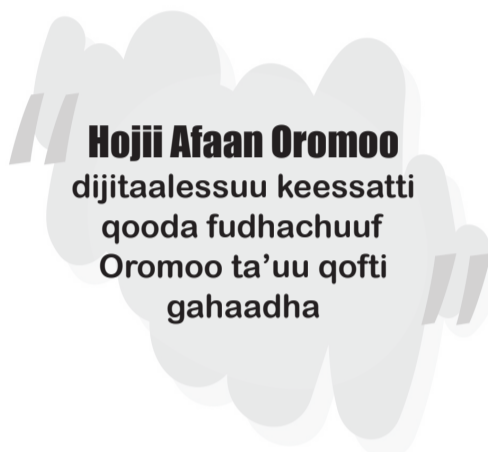 Hojii Afaan Oromoo
dijitaalessuu keessatti
qooda fudhachuuf
Oromoo ta'uu qofti
gahaadha